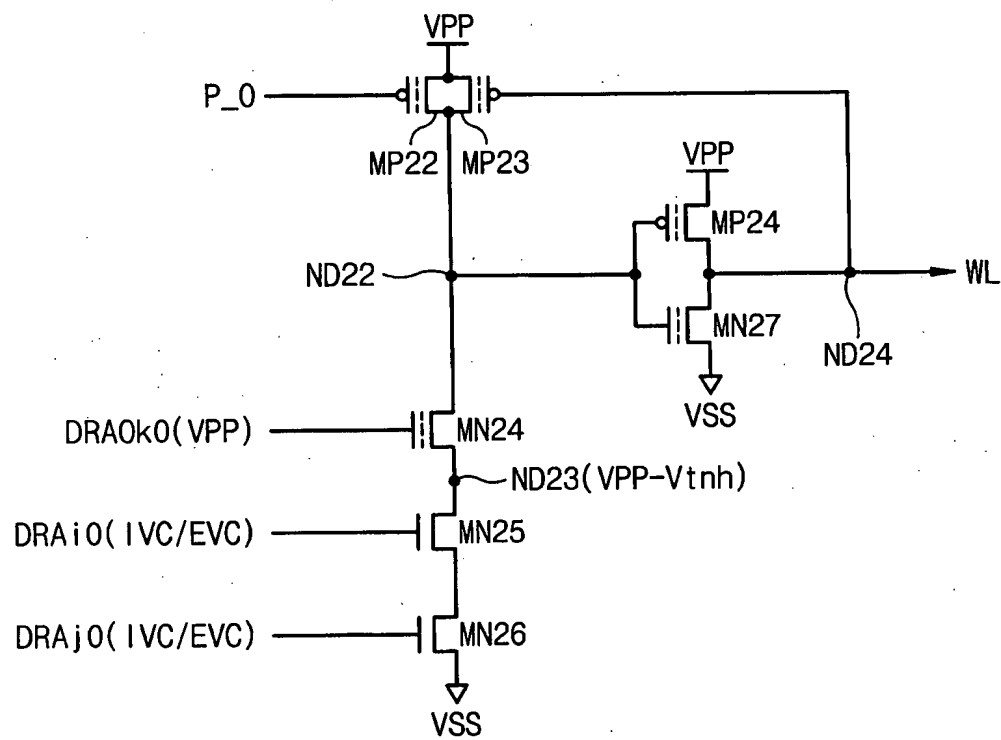 VPP
P_0
MP22 MP23
VPP
MP24
ND22
WL
MN27
ND24
VSS
DRA0k0(VPP)
MN24
ND23(VPP-Vtnh)
DRAi0(IVC/EVC)
MN25
DRAj0(IVC/EVC)
MN26
VSS